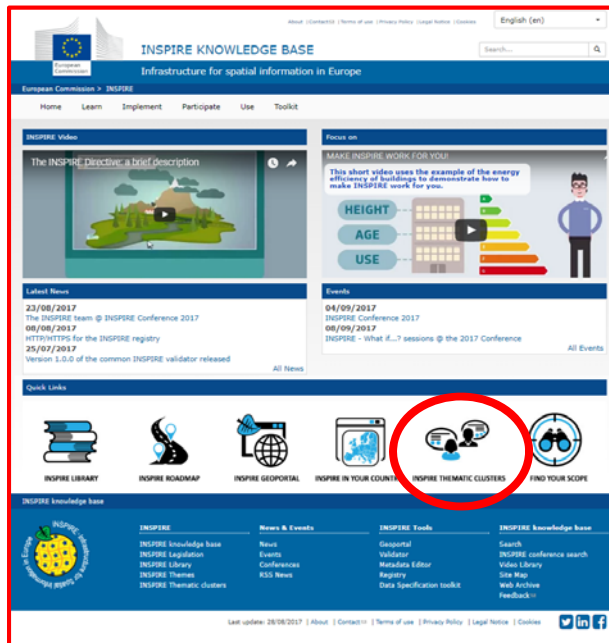 About | Contact | Terms of use | Privacy Policy | Legal Notice | Cookies
English (en)
European
Commission
INSPIRE KNOWLEDGE BASE
Search...
Infrastructure for spatial information in Europe
European Commission > INSPIRE
Home Learn Implement Participate Use Toolkit
INSPIRE Video
The INSPIRE Directive: a brief description
Focus on
MAKE INSPIRE WORK FOR YOU!
This short video uses the example of the energy
efficiency of buildings to demonstrate how to
make INSPIRE work for you.
HEIGHT
AGE
USE
Latest News
23/08/2017
The INSPIRE team @ INSPIRE Conference 2017
08/08/2017
HTTP/HTTPS for the INSPIRE registry
25/07/2017
Version 1.0.0 of the common INSPIRE validator released
All News
Events
04/09/2017
INSPIRE Conference 2017
08/09/2017
INSPIRE - What if...? sessions @ the 2017 Conference
All Events
Quick Links
INSPIRE LIBRARY
INSPIRE ROADMAP
INSPIRE GEOPORTAL
INSPIRE IN YOUR COUNTR
INSPIRE THEMATIC CLUSTERS
FIND YOUR SCOPE
INSPIRE knowledge base
INSPIRE Infrastructure for Spatial Information in Europe
INSPIRE
INSPIRE knowledge base
INSPIRE Legislation
INSPIRE Library
INSPIRE Themes
INSPIRE Thematic clusters
News & Events
News
Events
Conferences
RSS News
INSPIRE Tools
Geoportal
Validator
Metadata Editor
Registry
Data Specification toolkit
INSPIRE knowledge base
Search
INSPIRE conference search
Video Library
Site Map
Web Archive
Feedback
Last update: 28/08/2017 | About | Contact | Terms of use | Privacy Policy | Legal Notice | Cookies